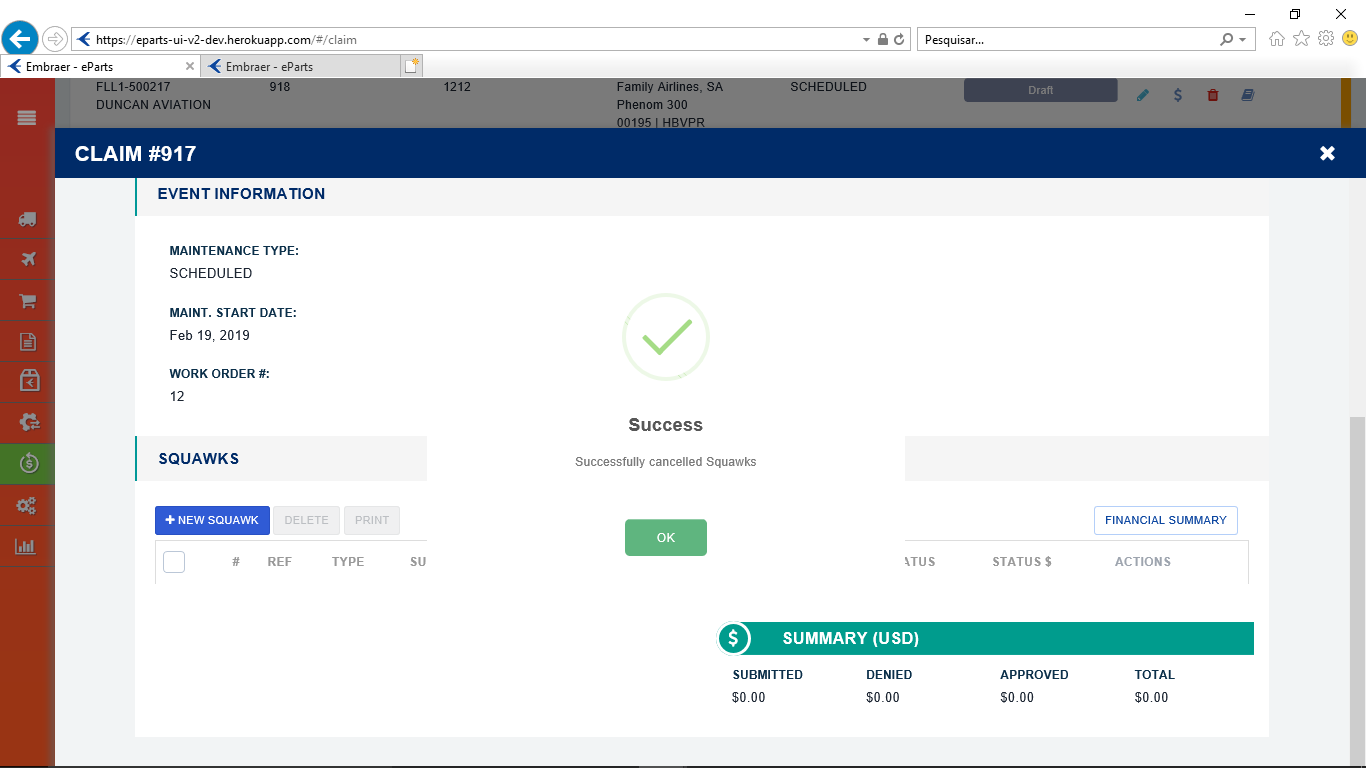 https://eparts-ui-v2-dev.herokuapp.com/#/claim
Pesquisar...
Embraer - eParts
Embraer - eParts
FLL1-500217 918 1212 Family Airlines, SA SCHEDULED Draft
DUNCAN AVIATION Phenom 300
00195 | HBVPR
CLAIM #917
EVENT INFORMATION
MAINTENANCE TYPE:
SCHEDULED
MAINT. START DATE:
Feb 19, 2019
WORK ORDER #:
12
Success
Successfully cancelled Squawks
OK
SQUAWKS
+ NEW SQUAWK DELETE PRINT FINANCIAL SUMMARY
# REF TYPE SU ATUS STATUS $ ACTIONS
$ SUMMARY (USD)
SUBMITTED DENIED APPROVED TOTAL
$0.00 $0.00 $0.00 $0.00